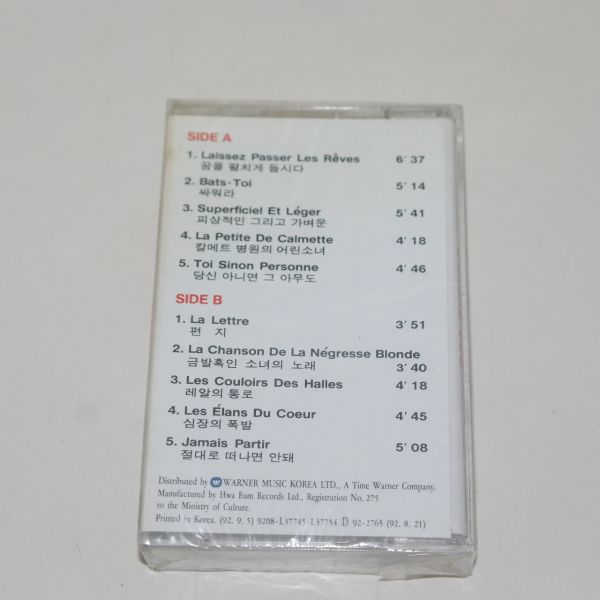 SIDE A
1. Laissez Passer Les Rêves 6' 37
꿈을 펼치게 둡시다
2. Bats-Toi 5' 14
싸워라
3. Superficiel Et Léger 5' 41
피상적인 그리고 가벼운
4. La Petite De Calmette 4' 18
칼메트 병원의 어린소녀
5. Toi Sinon Personne 4' 46
당신 아니면 그 아무도
SIDE B
1. La Lettre 3' 51
편 지
2. La Chanson De La Négresse Blonde
금발흑인 소녀의 노래 3' 40
3. Les Couloirs Des Halles 4' 18
레알의 통로
4. Les Élans Du Coeur 4' 45
심장의 폭발
5. Jamais Partir 5' 08
절대로 떠나면 안돼
Distributed by WARNER MUSIC KOREA LTD., A Time Warner Company.
Manufactured by Hwa Eum Records Ltd., Registration No. 275
to the Ministry of Culture.
Printed in Korea. (92. 9. 5) 9208-L37745-L37754 Ⓓ 92-2765 (92. 8. 21)